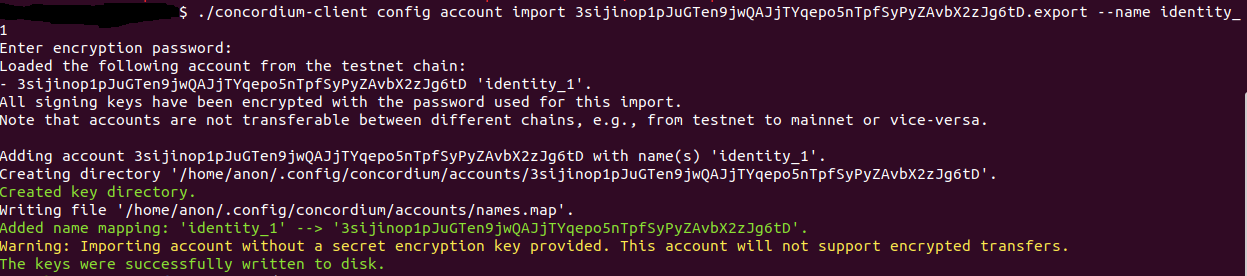 $ ./concordium-client config account import 3sijinop1pJuGTen9jwQAJjTYqepo5nTpfSyPyZAvbX2zJg6tD.export --name identity_
1
Enter encryption password:
Loaded the following account from the testnet chain:
- 3sijinop1pJuGTen9jwQAJjTYqepo5nTpfSyPyZAvbX2zJg6tD 'identity_1'.
All signing keys have been encrypted with the password used for this import.
Note that accounts are not transferable between different chains, e.g., from testnet to mainnet or vice-versa.

Adding account 3sijinop1pJuGTen9jwQAJjTYqepo5nTpfSyPyZAvbX2zJg6tD with name(s) 'identity_1'.
Creating directory '/home/anon/.config/concordium/accounts/3sijinop1pJuGTen9jwQAJjTYqepo5nTpfSyPyZAvbX2zJg6tD'.
Created key directory.
Writing file '/home/anon/.config/concordium/accounts/names.map'.
Added name mapping: 'identity_1' --> '3sijinop1pJuGTen9jwQAJjTYqepo5nTpfSyPyZAvbX2zJg6tD'.
Warning: Importing account without a secret encryption key provided. This account will not support encrypted transfers.
The keys were successfully written to disk.